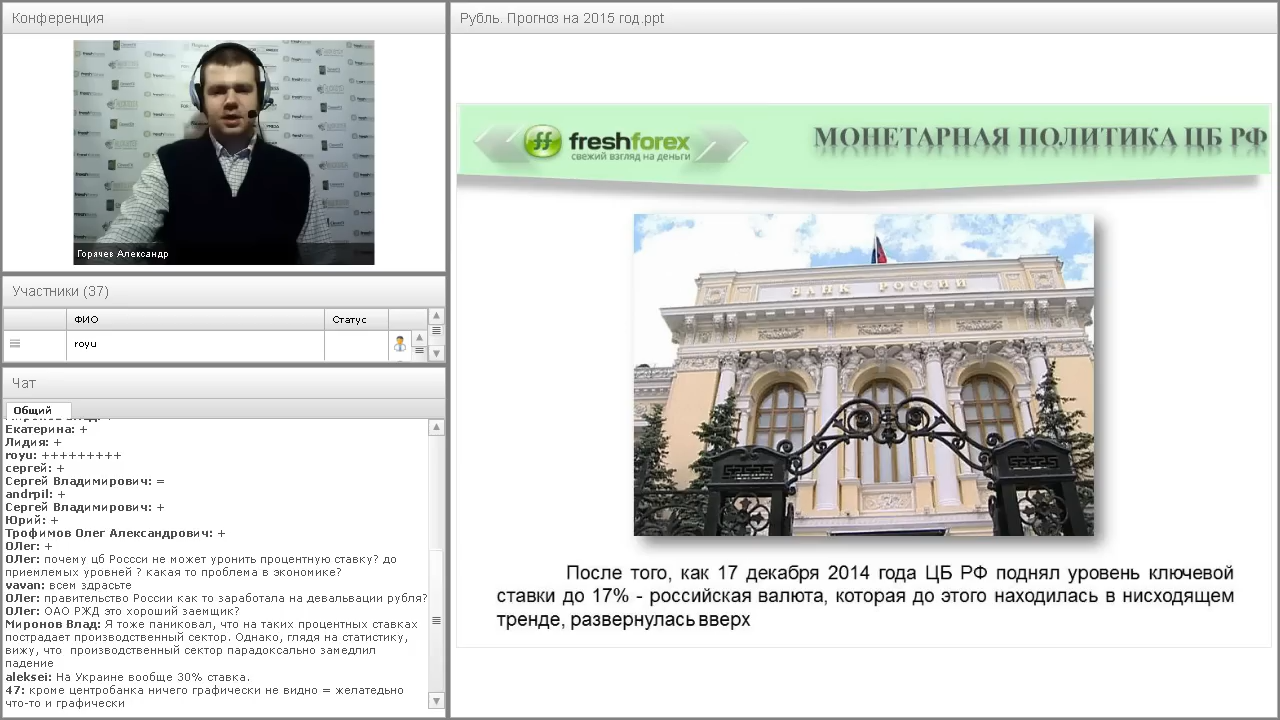 Конференция
Горячев Александр
Участники (37)
ФИО
Статус
royu
Чат
Общий
Екатерина: +
Лидия: +
royu: +++++++++
сергей: +
Сергей Владимирович: =
andrpil: +
Сергей Владимирович: +
Юрий: +
Трофимов Олег Александрович: +
ОЛег: +
ОЛег: почему цб Россси не может уронить процентную ставку? до
приемлемых уровней ? какая то проблема в экономике?
vavan: всем здрасьте
ОЛег: правительство России как то заработала на девальвации рубля?
ОЛег: ОАО РЖД это хороший заемщик?
Миронов Влад: Я тоже паниковал, что на таких процентных ставках
пострадает производственный сектор. Однако, глядя на статистику,
вижу, что производственный сектор парадоксально замедлил
падение
aleksei: На Украине вообще 30% ставка.
47: кроме центробанка ничего графически не видно = желательно
что-то и графически
Рубль. Прогноз на 2015 год.ppt
freshforex
свежий взгляд на деньги
МОНЕТАРНАЯ ПОЛИТИКА ЦБ РФ
БАНК РОССИИ
После того, как 17 декабря 2014 года ЦБ РФ поднял уровень ключевой
ставки до 17% - российская валюта, которая до этого находилась в нисходящем
тренде, развернулась вверх